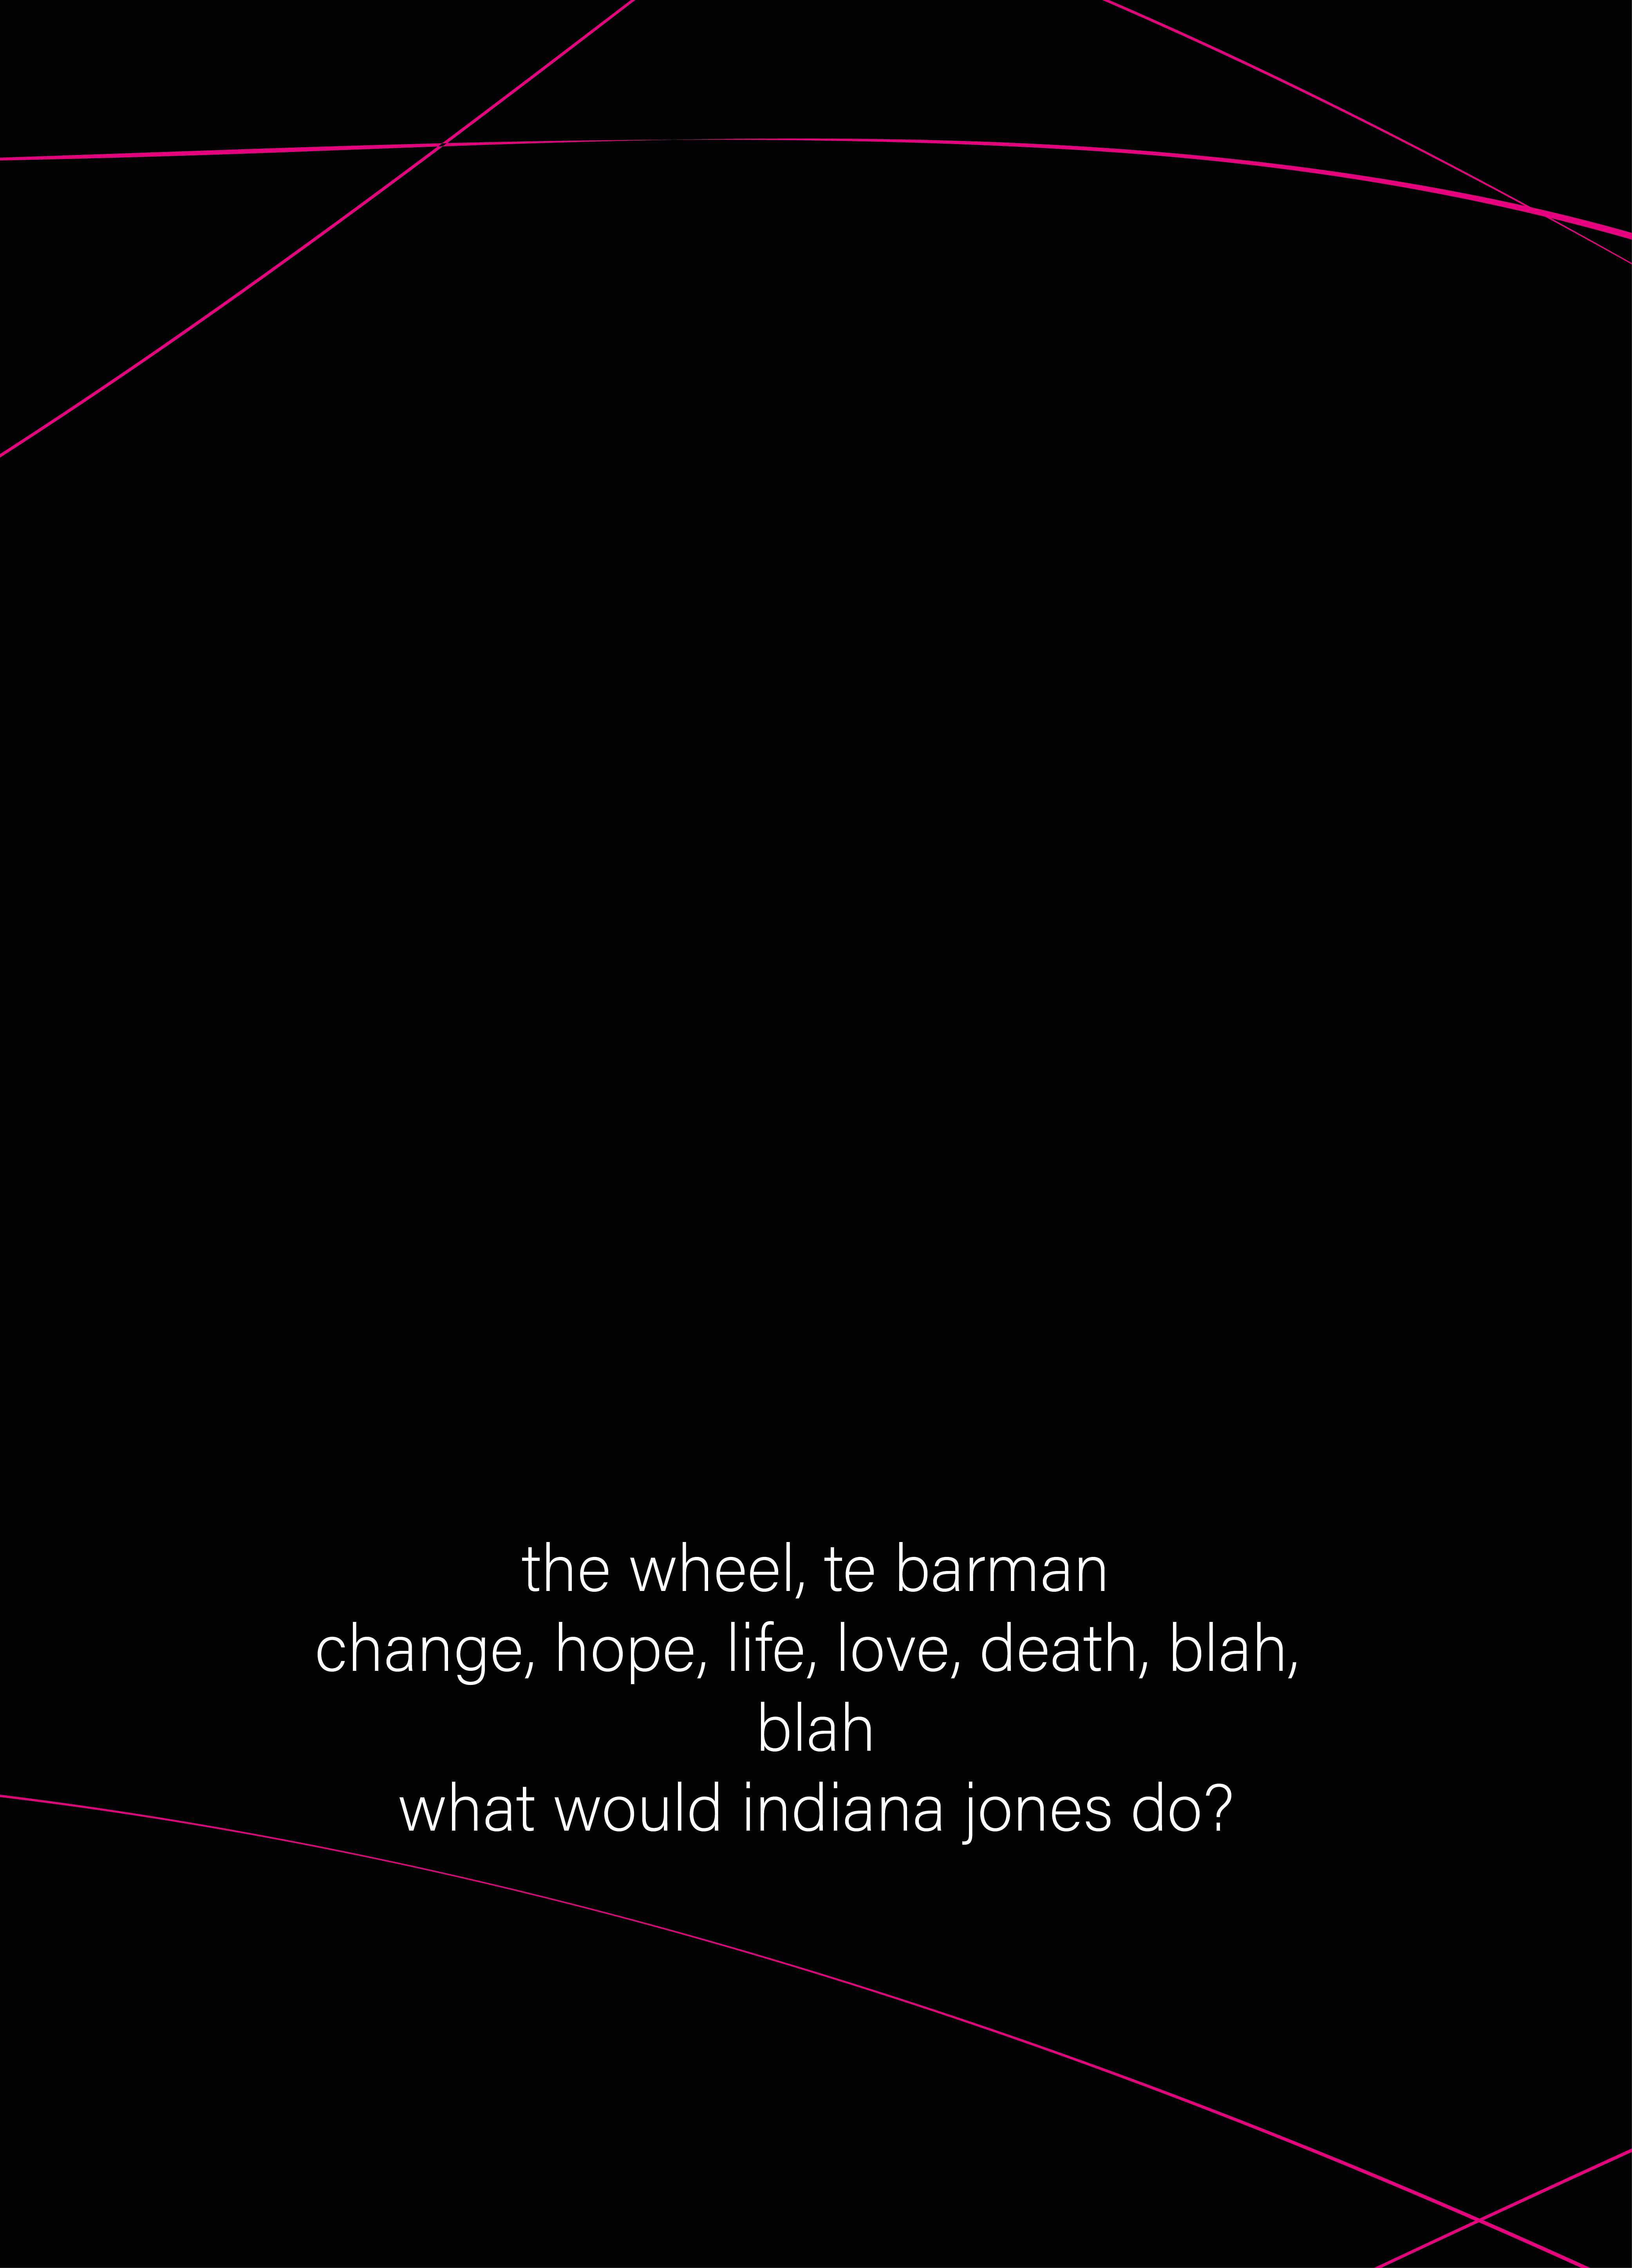 the wheel, te barman
change, hope, life, love, death, blah,
blah
what would indiana jones do?